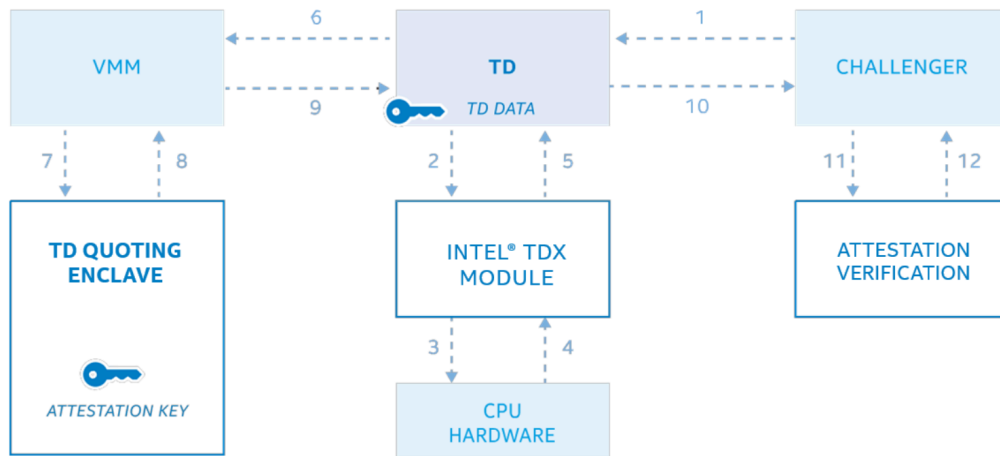 6
1
VMM
TD
CHALLENGER
TD DATA
9
10
7
8
2
5
11
12
TD QUOTING
ENCLAVE
INTEL® TDX
MODULE
ATTESTATION
VERIFICATION
3
4
ATTESTATION KEY
CPU
HARDWARE